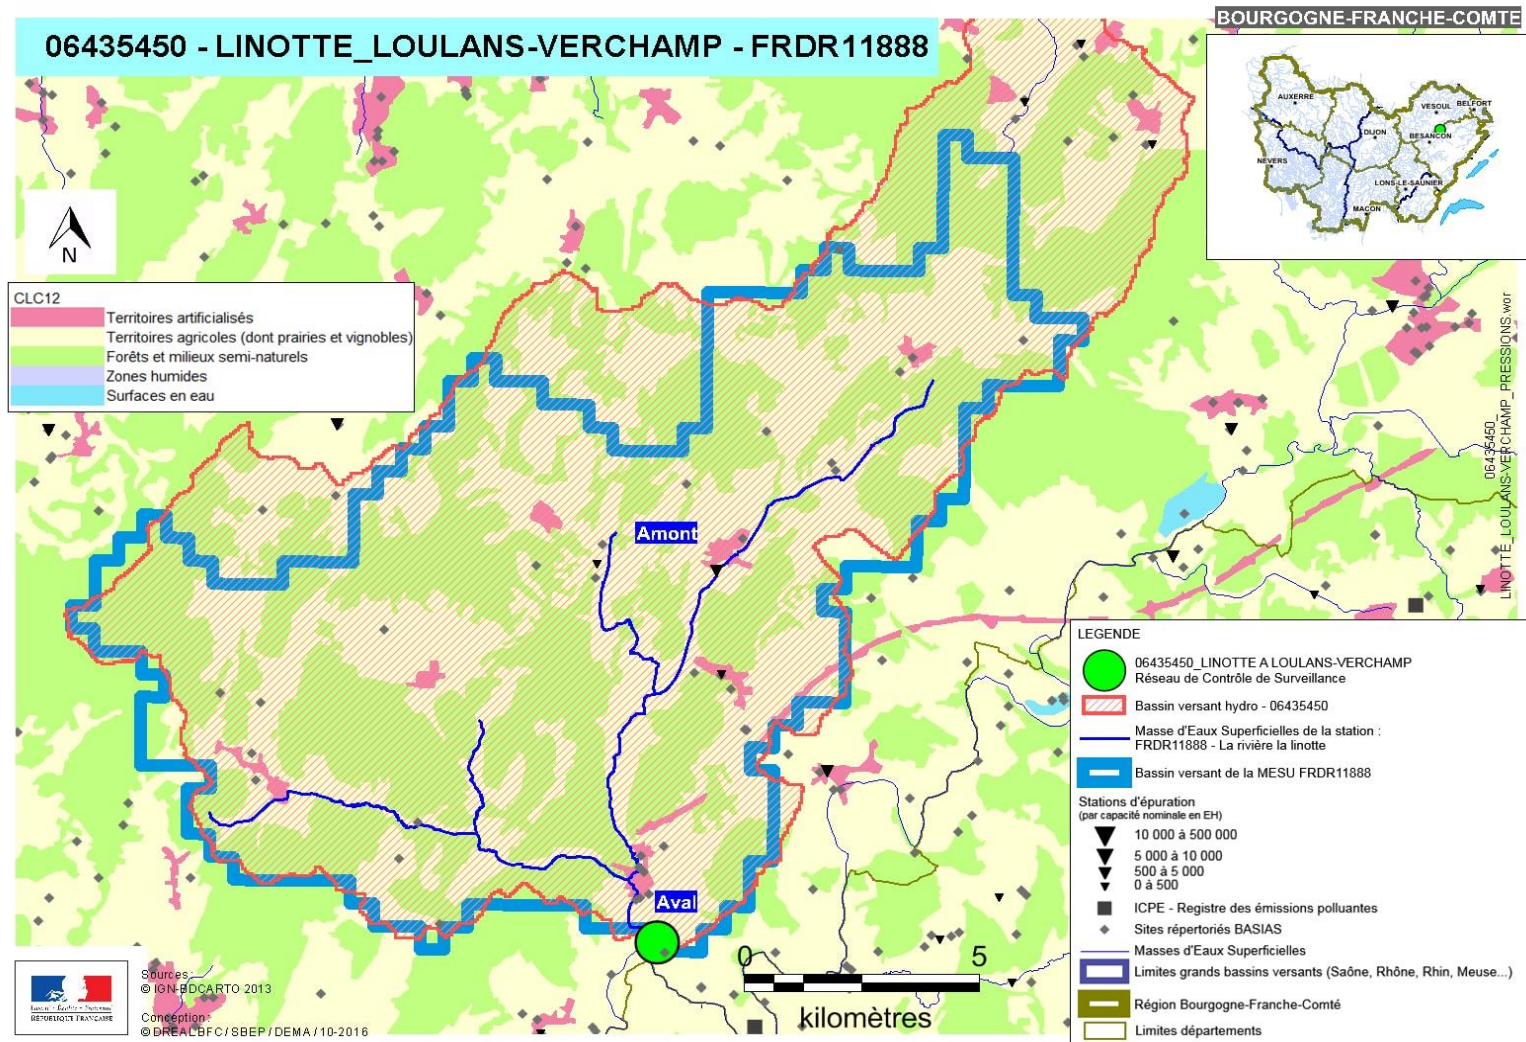 BOURGOGNE-FRANCHE-COMTE
06435450 - LINOTTE_LOULANS-VERCHAMP - FRDR11888
AUXERRE
VESOUL
BELFORT
DIJON
BESANCON
NEVERS
LONS-LE-SAUNIER
MACON
N
CLC12
Territoires artificialisés
Territoires agricoles (dont prairies et vignobles)
Forêts et milieux semi-naturels
Zones humides
Surfaces en eau
06435450_
LINOTTE_LOULANS-VERCHAMP_PRESSIONS.wor
Amont
Aval
0
5
kilomètres
LEGENDE
06435450_LINOTTE A LOULANS-VERCHAMP
Réseau de Contrôle de Surveillance
Bassin versant hydro - 06435450
Masse d'Eaux Superficielles de la station :
FRDR11888 - La rivière la linotte
Bassin versant de la MESU FRDR11888
Stations d'épuration
(par capacité nominale en EH)
10 000 à 500 000
5 000 à 10 000
500 à 5 000
0 à 500
ICPE - Registre des émissions polluantes
Sites répertoriés BASIAS
Masses d'Eaux Superficielles
Limites grands bassins versants (Saône, Rhône, Rhin, Meuse...)
Région Bourgogne-Franche-Comté
Limites départements
RÉPUBLIQUE FRANÇAISE
Sources:
© IGN-BDCARTO 2013
Conception:
© DREAL BFC / SBEP / DEMA / 10-2016